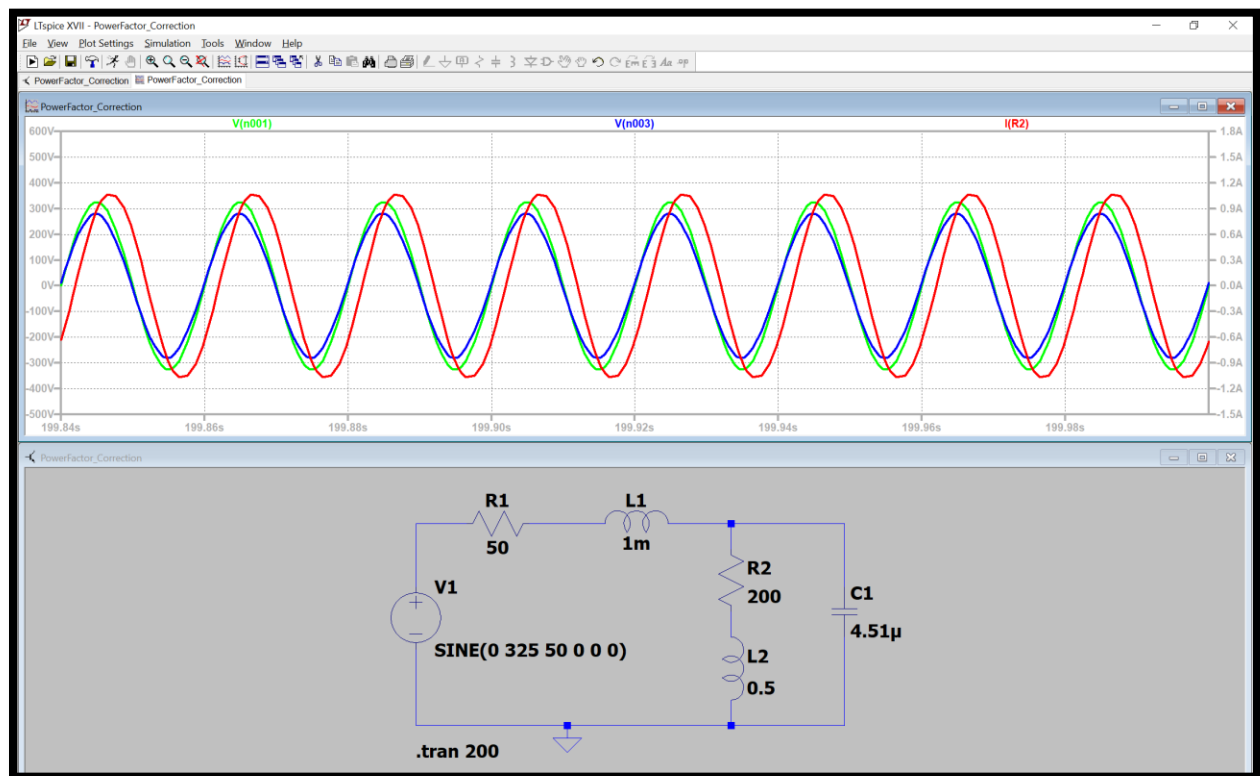 LTspice XVII - PowerFactor_Correction
File View Plot Settings Simulation Tools Window Help
PowerFactor_Correction PowerFactor_Correction
PowerFactor_Correction
V(n001) V(n003) I(R2)
600V 1.8A
500V 1.5A
400V 1.2A
300V 0.9A
200V 0.6A
100V 0.3A
0V 0.0A
-100V -0.3A
-200V -0.6A
-300V -0.9A
-400V -1.2A
-500V -1.5A
199.84s 199.86s 199.88s 199.90s 199.92s 199.94s 199.96s 199.98s
PowerFactor_Correction
R1 L1
50 1m
R2
200
V1
C1
4.51µ
SINE(0 325 50 0 0 0)
L2
0.5
.tran 200